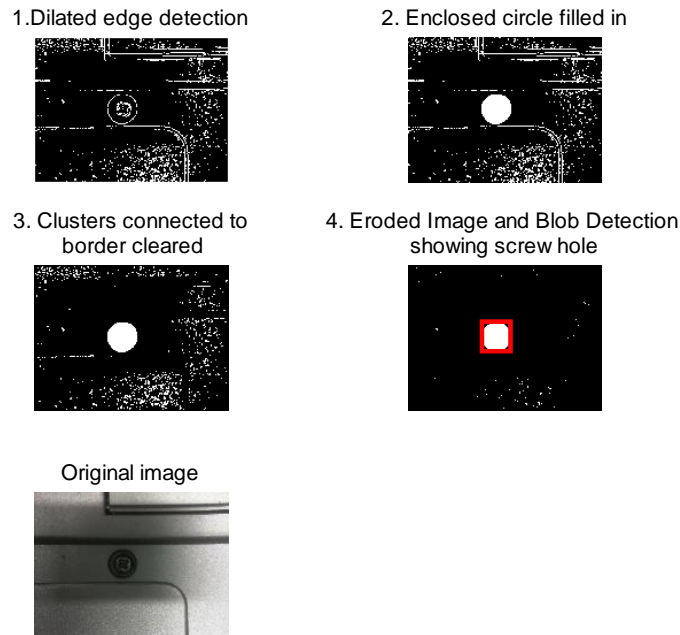 1.Dilated edge detection
2. Enclosed circle filled in
3. Clusters connected to
border cleared
4. Eroded Image and Blob Detection
showing screw hole
Original image